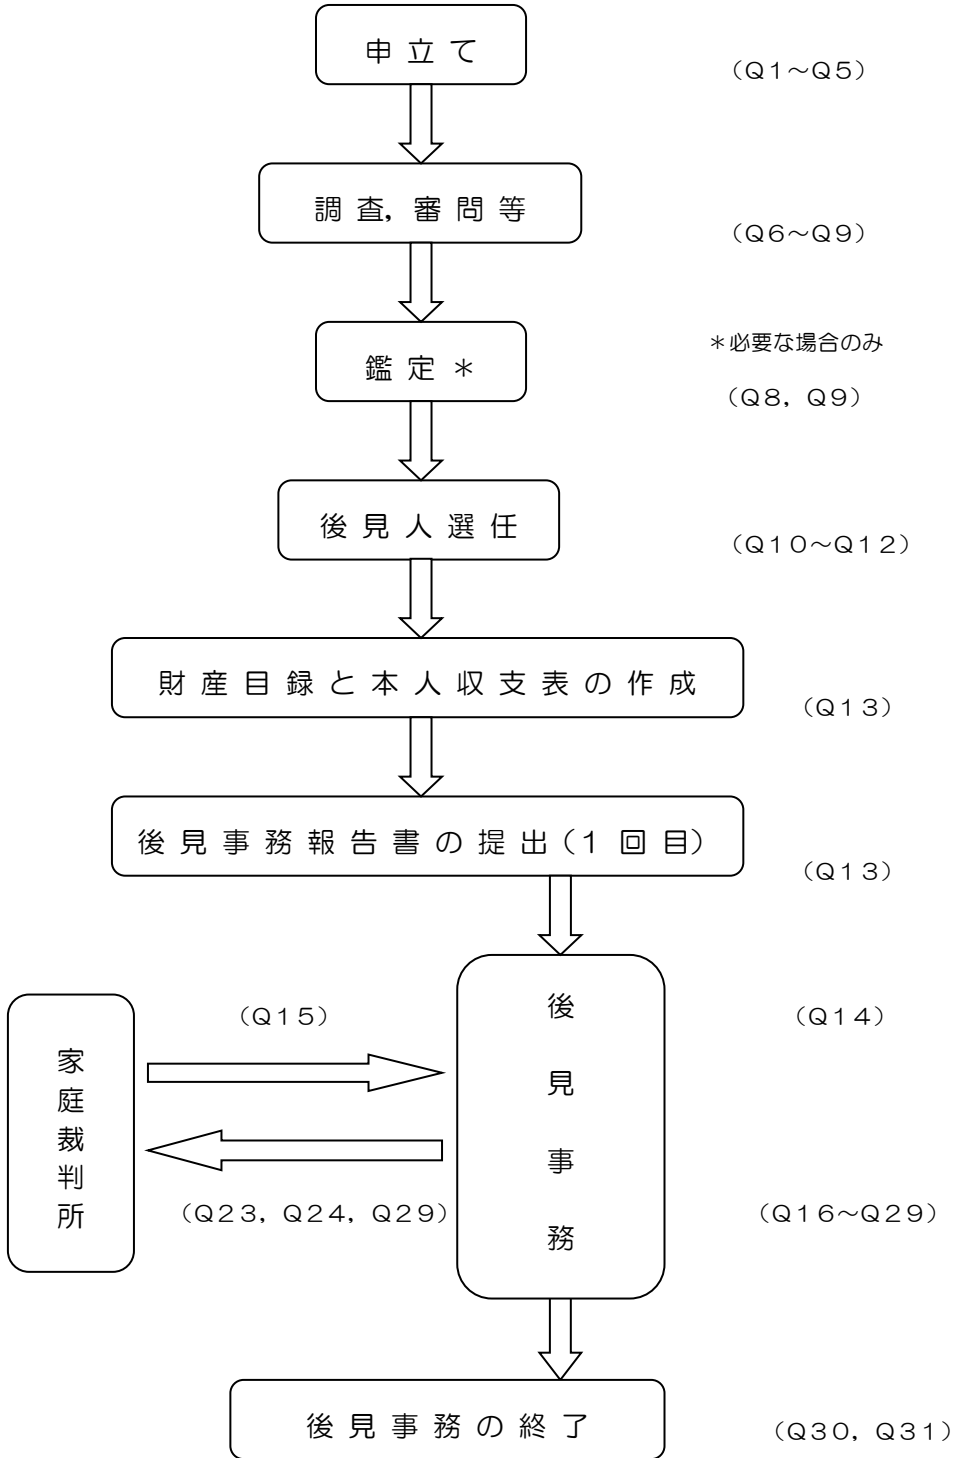 申立て
（Q1～Q5）
調査，審問等
（Q6～Q9）
鑑定＊
＊必要な場合のみ
（Q8，Q9）
後見人選任
（Q10～Q12）
財産目録と本人収支表の作成
（Q13）
後見事務報告書の提出（1回目）
（Q13）
家庭裁判所
（Q15）
（Q23，Q24，Q29）
後見事務
（Q14）
（Q16～Q29）
後見事務の終了
（Q30，Q31）